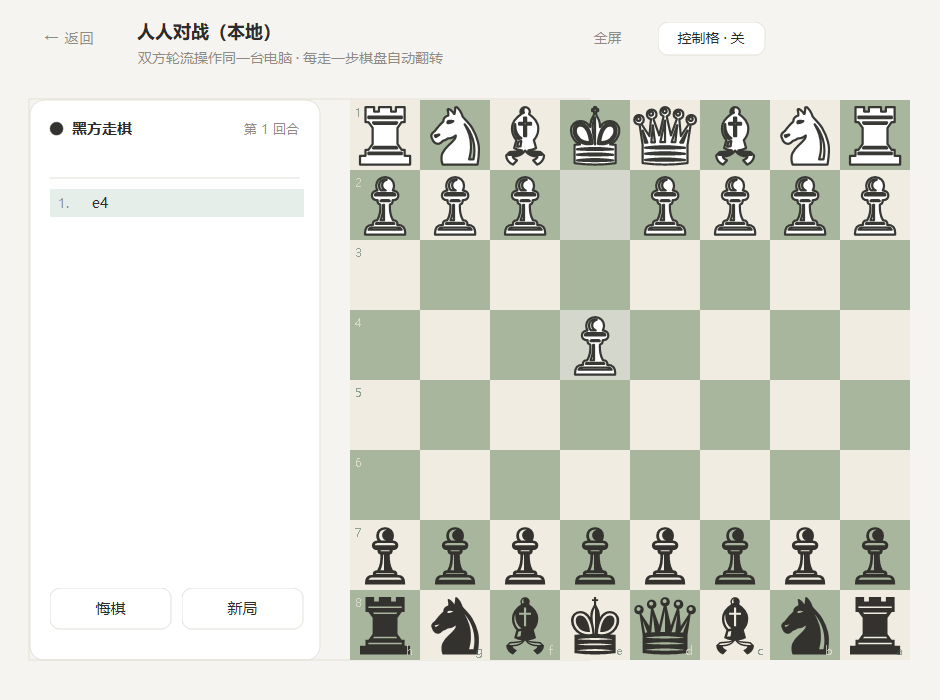 ← 返回
人人对战（本地）
双方轮流操作同一台电脑 · 每走一步棋盘自动翻转
全屏
控制格 · 关
黑方走棋
第 1 回合
1. e4
悔棋
新局
1
2
3
4
5
6
7
8
h g f e d c b a